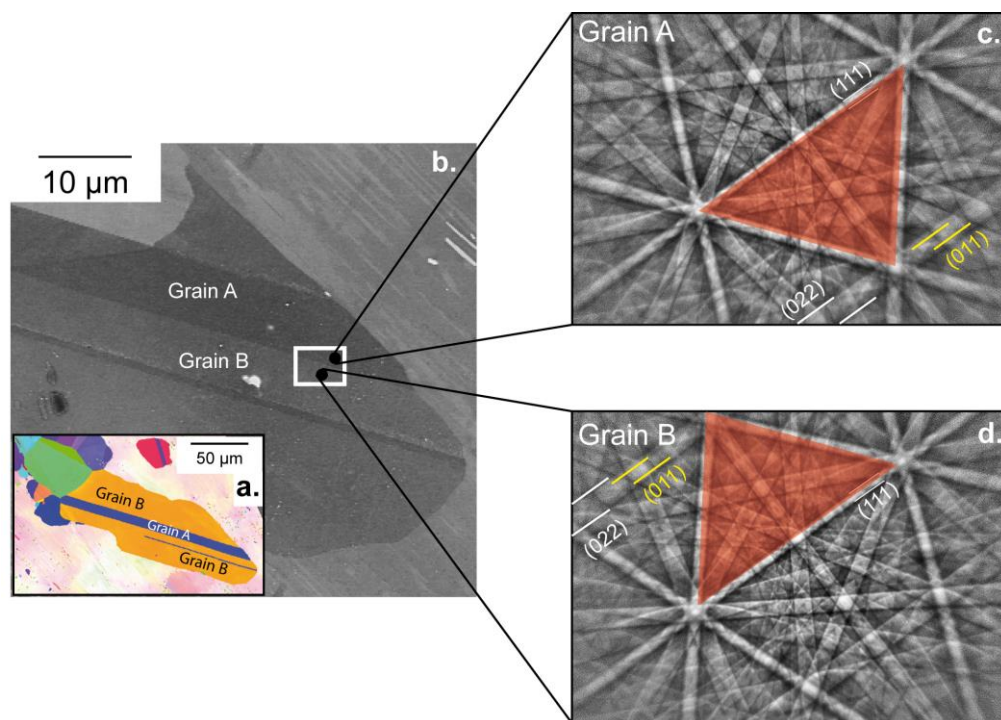 Grain A
c.
(111)
(011)
(022)
10 µm
b.
Grain A
Grain B
50 µm
a.
Grain B
Grain A
Grain B
Grain B
d.
(011)
(022)
(111)